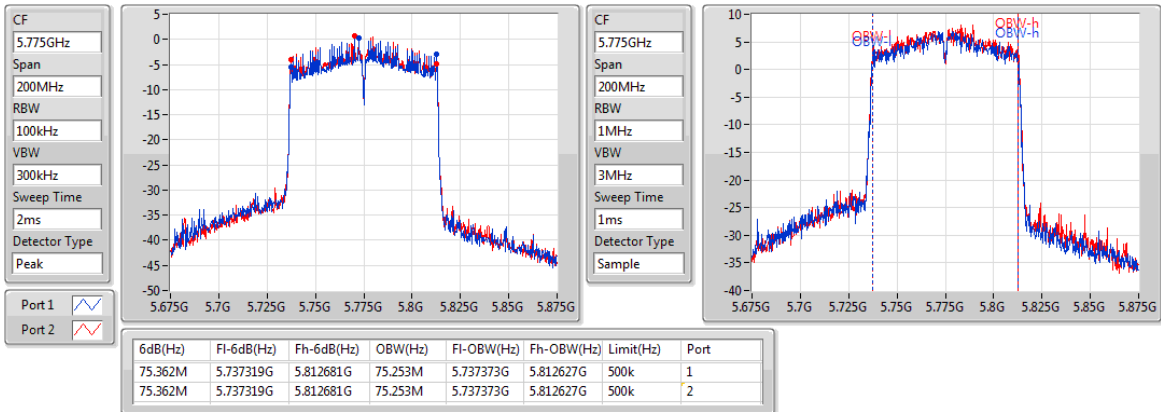 CF
5.775GHz
Span
200MHz
RBW
100kHz
VBW
300kHz
Sweep Time
2ms
Detector Type
Peak
Port 1
Port 2
5
0
-5
-10
-15
-20
-25
-30
-35
-40
-45
-50
5.675G 5.7G 5.725G 5.75G 5.775G 5.8G 5.825G 5.85G 5.875G
CF
5.775GHz
Span
200MHz
RBW
1MHz
VBW
3MHz
Sweep Time
1ms
Detector Type
Sample
10
5
0
-5
-10
-15
-20
-25
-30
-35
-40
OBW-l
OBW-l
OBW-h
OBW-h
5.675G 5.7G 5.725G 5.75G 5.775G 5.8G 5.825G 5.85G 5.875G
6dB(Hz) Fl-6dB(Hz) Fh-6dB(Hz) OBW(Hz) Fl-OBW(Hz) Fh-OBW(Hz) Limit(Hz) Port
75.362M 5.737319G 5.812681G 75.253M 5.737373G 5.812627G 500k 1
75.362M 5.737319G 5.812681G 75.253M 5.737373G 5.812627G 500k 2